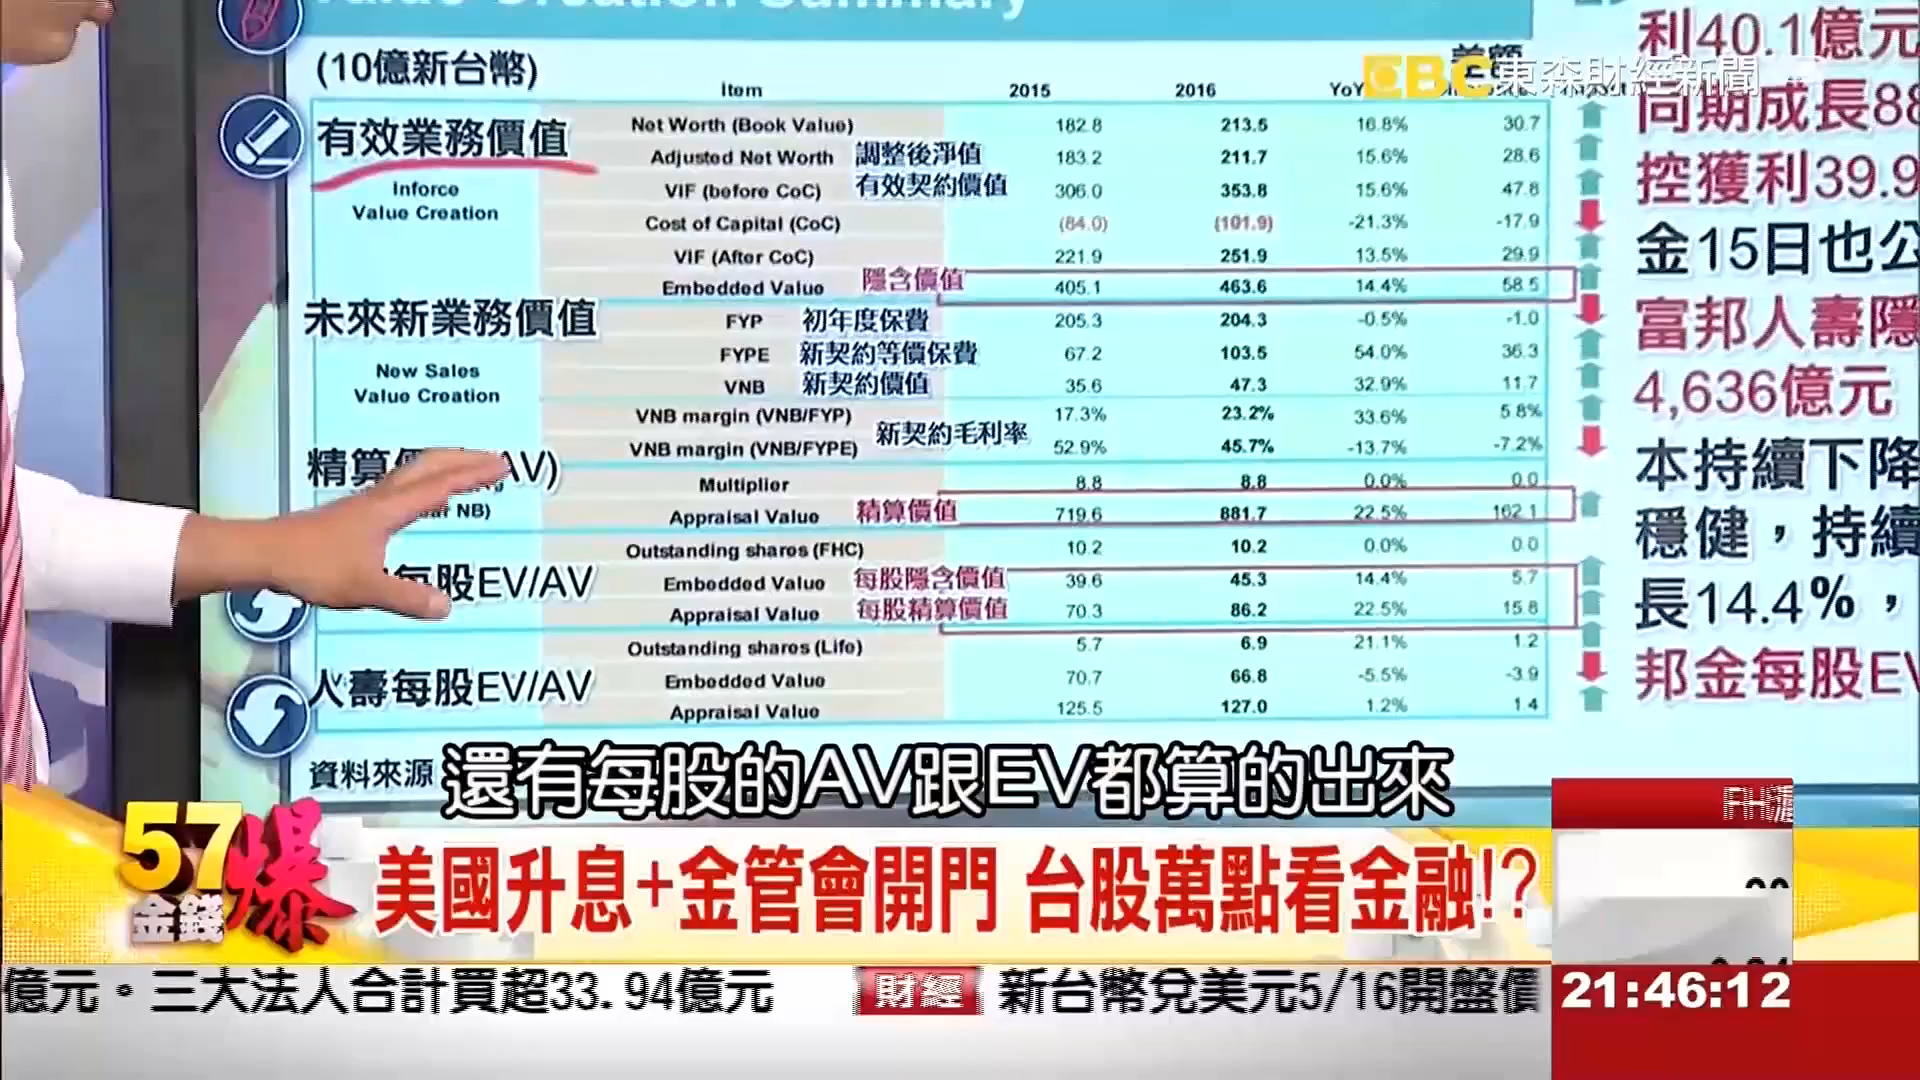 Value Creation Summary
(10億新台幣)
Item 2015 2016 YoY 差額
有效業務價值
Inforce
Value Creation
Net Worth (Book Value) 182.8 213.5 16.8% 30.7
Adjusted Net Worth 調整後淨值 183.2 211.7 15.6% 28.6
VIF (before CoC) 有效契約價值 306.0 353.8 15.6% 47.8
Cost of Capital (CoC) (84.0) (101.9) -21.3% -17.9
VIF (After CoC) 221.9 251.9 13.5% 29.9
Embedded Value 隱含價值 405.1 463.6 14.4% 58.5
未來新業務價值
New Sales
Value Creation
FYP 初年度保費 205.3 204.3 -0.5% -1.0
FYPE 新契約等價保費 67.2 103.5 54.0% 36.3
VNB 新契約價值 35.6 47.3 32.9% 11.7
VNB margin (VNB/FYP) 17.3% 23.2% 33.6% 5.8%
新契約毛利率
VNB margin (VNB/FYPE) 52.9% 45.7% -13.7% -7.2%
精算價 AV)
NB)
Multiplier 8.8 8.8 0.0% 0.0
Appraisal Value 精算價值 719.6 881.7 22.5% 162.1
每股EV/AV
Outstanding shares (FHC) 10.2 10.2 0.0% 0.0
Embedded Value 每股隱含價值 39.6 45.3 14.4% 5.7
Appraisal Value 每股精算價值 70.3 86.2 22.5% 15.8
人壽每股EV/AV
Outstanding shares (Life) 5.7 6.9 21.1% 1.2
Embedded Value 70.7 66.8 -5.5% -3.9
Appraisal Value 125.5 127.0 1.2% 1.4
資料來源
EBC 東森財經新聞
利40.1億元
同期成長88
控獲利39.9
金15日也公
富邦人壽隱
4,636億元
本持續下降
穩健，持續
長14.4%，
邦金每股EV
還有每股的AV跟EV都算的出來
57金錢爆
美國升息+金管會開門 台股萬點看金融!?
億元。三大法人合計買超33.94億元 財經 新台幣兌美元5/16開盤價
21:46:12